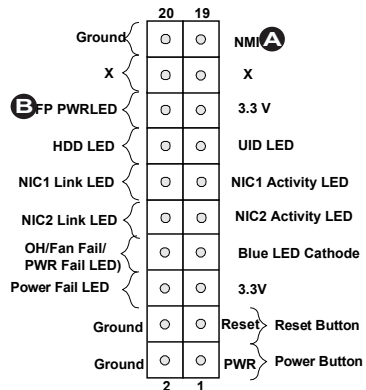 20 19
Ground NMI A
X X
B FP PWRLED 3.3 V
HDD LED UID LED
NIC1 Link LED NIC1 Activity LED
NIC2 Link LED NIC2 Activity LED
OH/Fan Fail/
PWR Fail LED) Blue LED Cathode
Power Fail LED 3.3V
Ground Reset Reset Button
Ground PWR Power Button
2 1